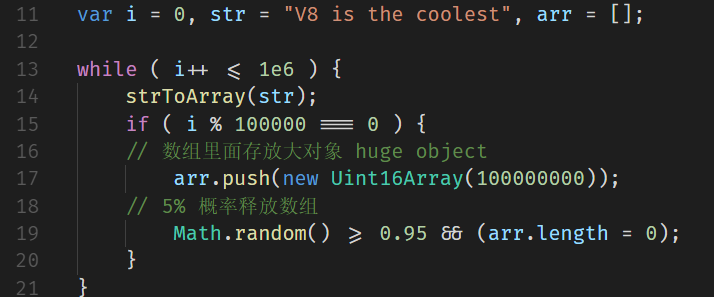 11 var i = 0, str = "V8 is the coolest", arr = [];
12
13 while ( i++ <= 1e6 ) {
14 strToArray(str);
15 if ( i % 100000 === 0 ) {
16 // 数组里面存放大对象 huge object
17 arr.push(new Uint16Array(100000000));
18 // 5% 概率释放数组
19 Math.random() >= 0.95 && (arr.length = 0);
20 }
21 }